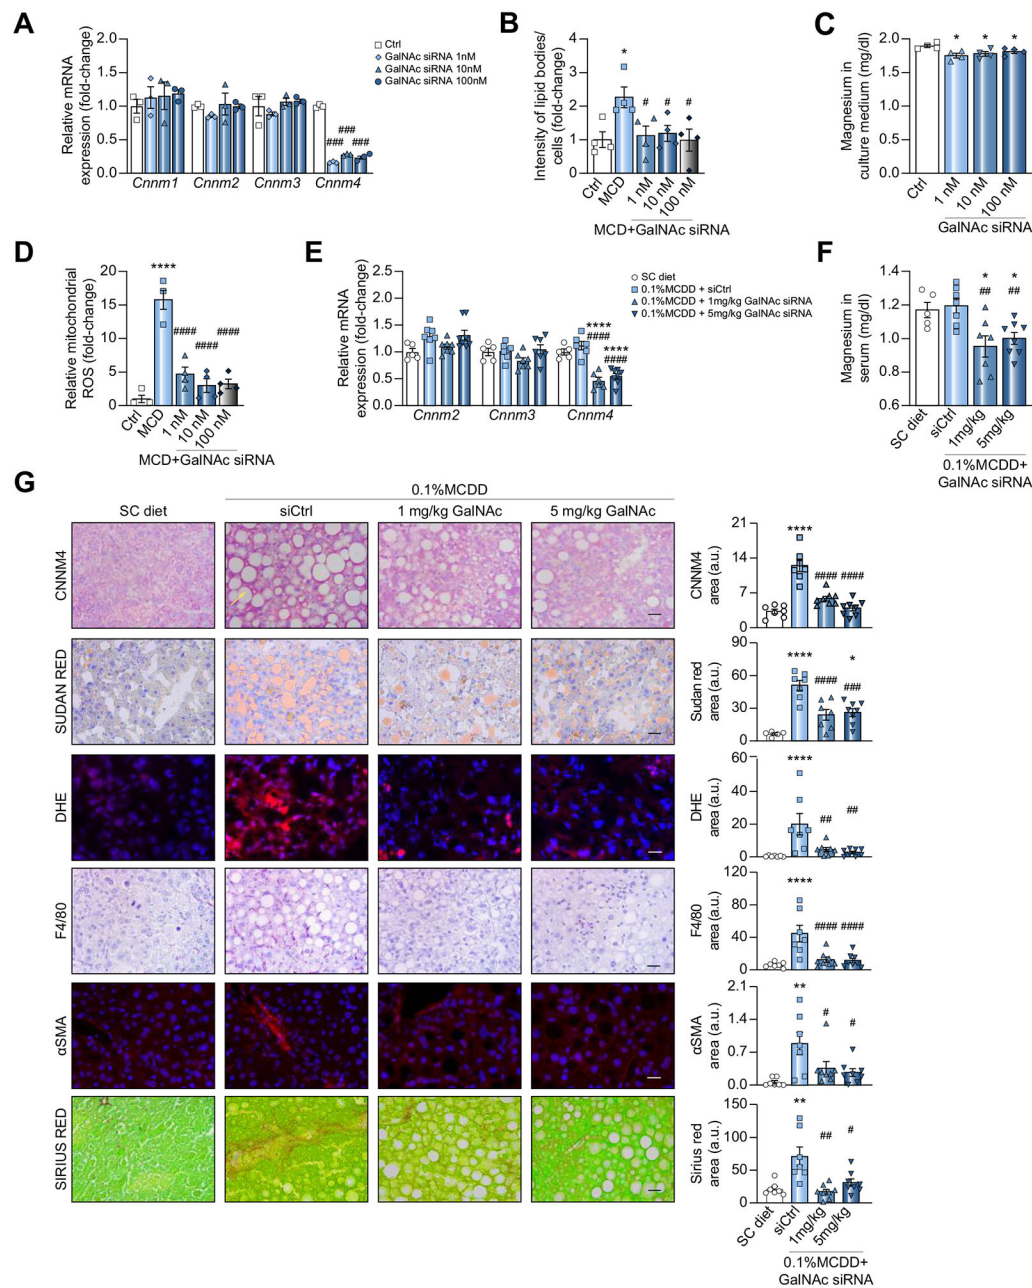 A
Relative mRNA
expression (fold-change)
2.0
1.5
1.0
0.5
0.0
Ctrl
GalNAc siRNA 1nM
GalNAc siRNA 10nM
GalNAc siRNA 100nM
###
### ###
Cnnm1 Cnnm2 Cnnm3 Cnnm4
B
Intensity of lipid bodies/
cells (fold-change)
4
3
2
1
0
*
# # #
Ctrl MCD 1 nM 10 nM 100 nM
MCD+GalNAc siRNA
C
Magnesium in
culture medium (mg/dl)
2.0
1.5
1.0
0.5
0.0
* * *
Ctrl 1 nM 10 nM 100 nM
GalNAc siRNA
D
Relative mitochondrial
ROS (fold-change)
20
15
10
5
0
****
#### #### ####
Ctrl MCD 1 nM 10 nM 100 nM
MCD+GalNAc siRNA
E
Relative mRNA
expression (fold-change)
2.5
2.0
1.5
1.0
0.5
0.0
SC diet
0.1%MCDD + siCtrl
0.1%MCDD + 1mg/kg GalNAc siRNA
0.1%MCDD + 5mg/kg GalNAc siRNA
****
####
****
####
Cnnm2 Cnnm3 Cnnm4
F
Magnesium in
serum (mg/dl)
1.4
1.2
1.0
0.8
0.6
* *
## ##
SC diet siCtrl 1mg/kg 5mg/kg
0.1%MCDD+
GalNAc siRNA
G
0.1%MCDD
SC diet siCtrl 1 mg/kg GalNAc 5 mg/kg GalNAc
CNNM4
CNNM4
area (a.u.)
21
14
7
0
****
#### ####
SUDAN RED
Sudan red
area (a.u.)
90
60
30
0
****
####
*
###
DHE
DHE
area (a.u.)
60
40
20
0
****
## ##
F4/80
F4/80
area (a.u.)
120
80
40
0
****
#### ####
αSMA
αSMA
area (a.u.)
2.1
1.4
0.7
0.0
**
# #
SIRIUS RED
Sirius red
area (a.u.)
150
100
50
0
**
## #
SC diet siCtrl 1mg/kg 5mg/kg
0.1%MCDD+
GalNAc siRNA